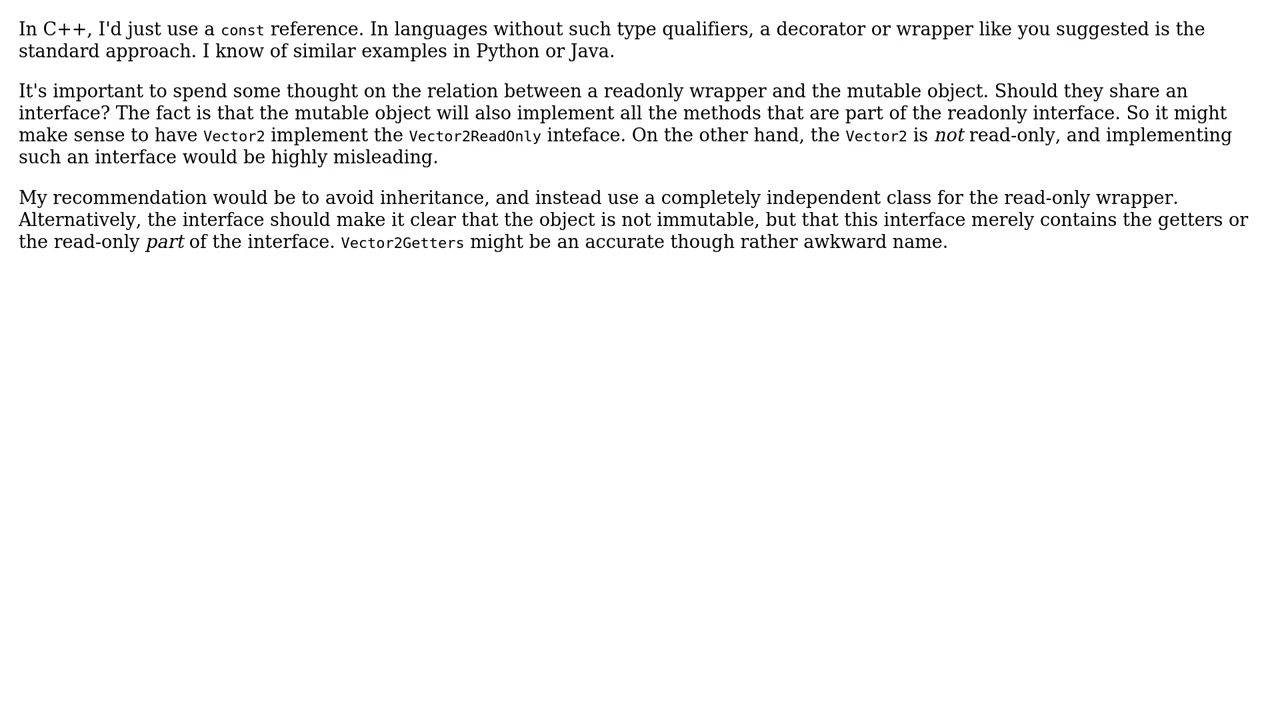 In C++, I'd just use a const reference. In languages without such type qualifiers, a decorator or wrapper like you suggested is the
standard approach. I know of similar examples in Python or Java.
It's important to spend some thought on the relation between a readonly wrapper and the mutable object. Should they share an
interface? The fact is that the mutable object will also implement all the methods that are part of the readonly interface. So it might
make sense to have Vector2 implement the Vector2ReadOnly inteface. On the other hand, the Vector2 is not read-only, and implementing
such an interface would be highly misleading.
My recommendation would be to avoid inheritance, and instead use a completely independent class for the read-only wrapper.
Alternatively, the interface should make it clear that the object is not immutable, but that this interface merely contains the getters or
the read-only part of the interface. Vector2Getters might be an accurate though rather awkward name.